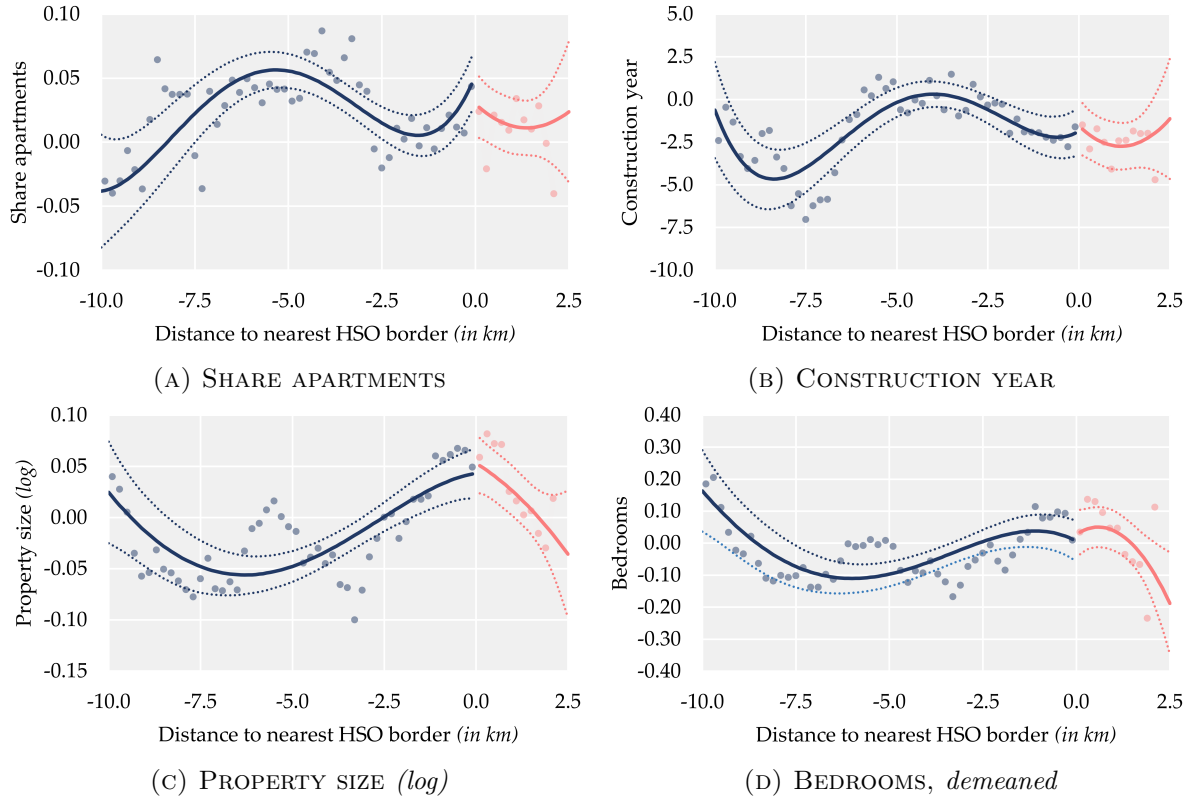 Share apartments
0.10
0.05
0.00
-0.05
-0.10
-10.0 -7.5 -5.0 -2.5 0.0 2.5
Distance to nearest HSO border (in km)
(A) SHARE APARTMENTS
Construction year
5.0
2.5
0.0
-2.5
-5.0
-7.5
-10.0
-10.0 -7.5 -5.0 -2.5 0.0 2.5
Distance to nearest HSO border (in km)
(B) CONSTRUCTION YEAR
Property size (log)
0.10
0.05
0.00
-0.05
-0.10
-0.15
-10.0 -7.5 -5.0 -2.5 0.0 2.5
Distance to nearest HSO border (in km)
(C) PROPERTY SIZE (log)
Bedrooms
0.40
0.30
0.20
0.10
0.00
-0.10
-0.20
-0.30
-0.40
-10.0 -7.5 -5.0 -2.5 0.0 2.5
Distance to nearest HSO border (in km)
(D) BEDROOMS, demeaned